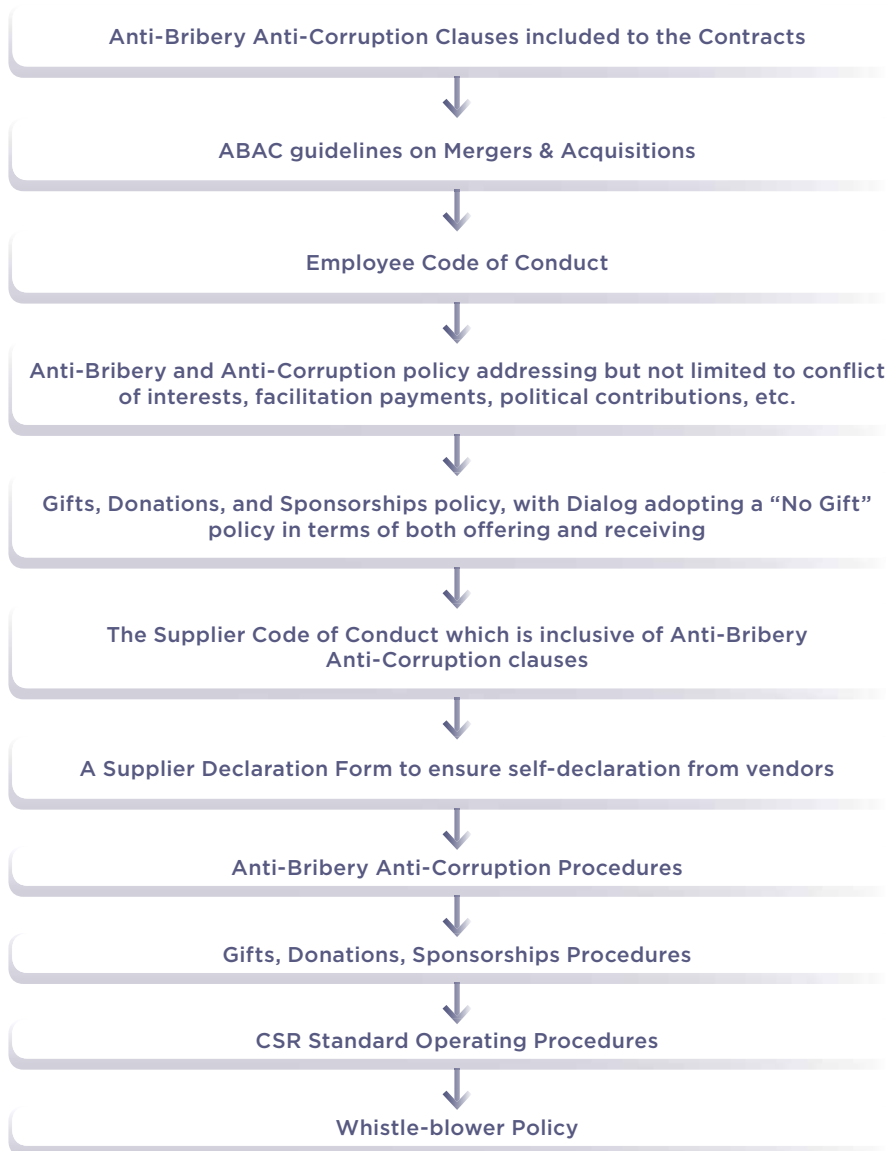 Anti-Bribery Anti-Corruption Clauses included to the Contracts
ABAC guidelines on Mergers & Acquisitions
Employee Code of Conduct
Anti-Bribery and Anti-Corruption policy addressing but not limited to conflict
of interests, facilitation payments, political contributions, etc.
Gifts, Donations, and Sponsorships policy, with Dialog adopting a “No Gift”
policy in terms of both offering and receiving
The Supplier Code of Conduct which is inclusive of Anti-Bribery
Anti-Corruption clauses
A Supplier Declaration Form to ensure self-declaration from vendors
Anti-Bribery Anti-Corruption Procedures
Gifts, Donations, Sponsorships Procedures
CSR Standard Operating Procedures
Whistle-blower Policy